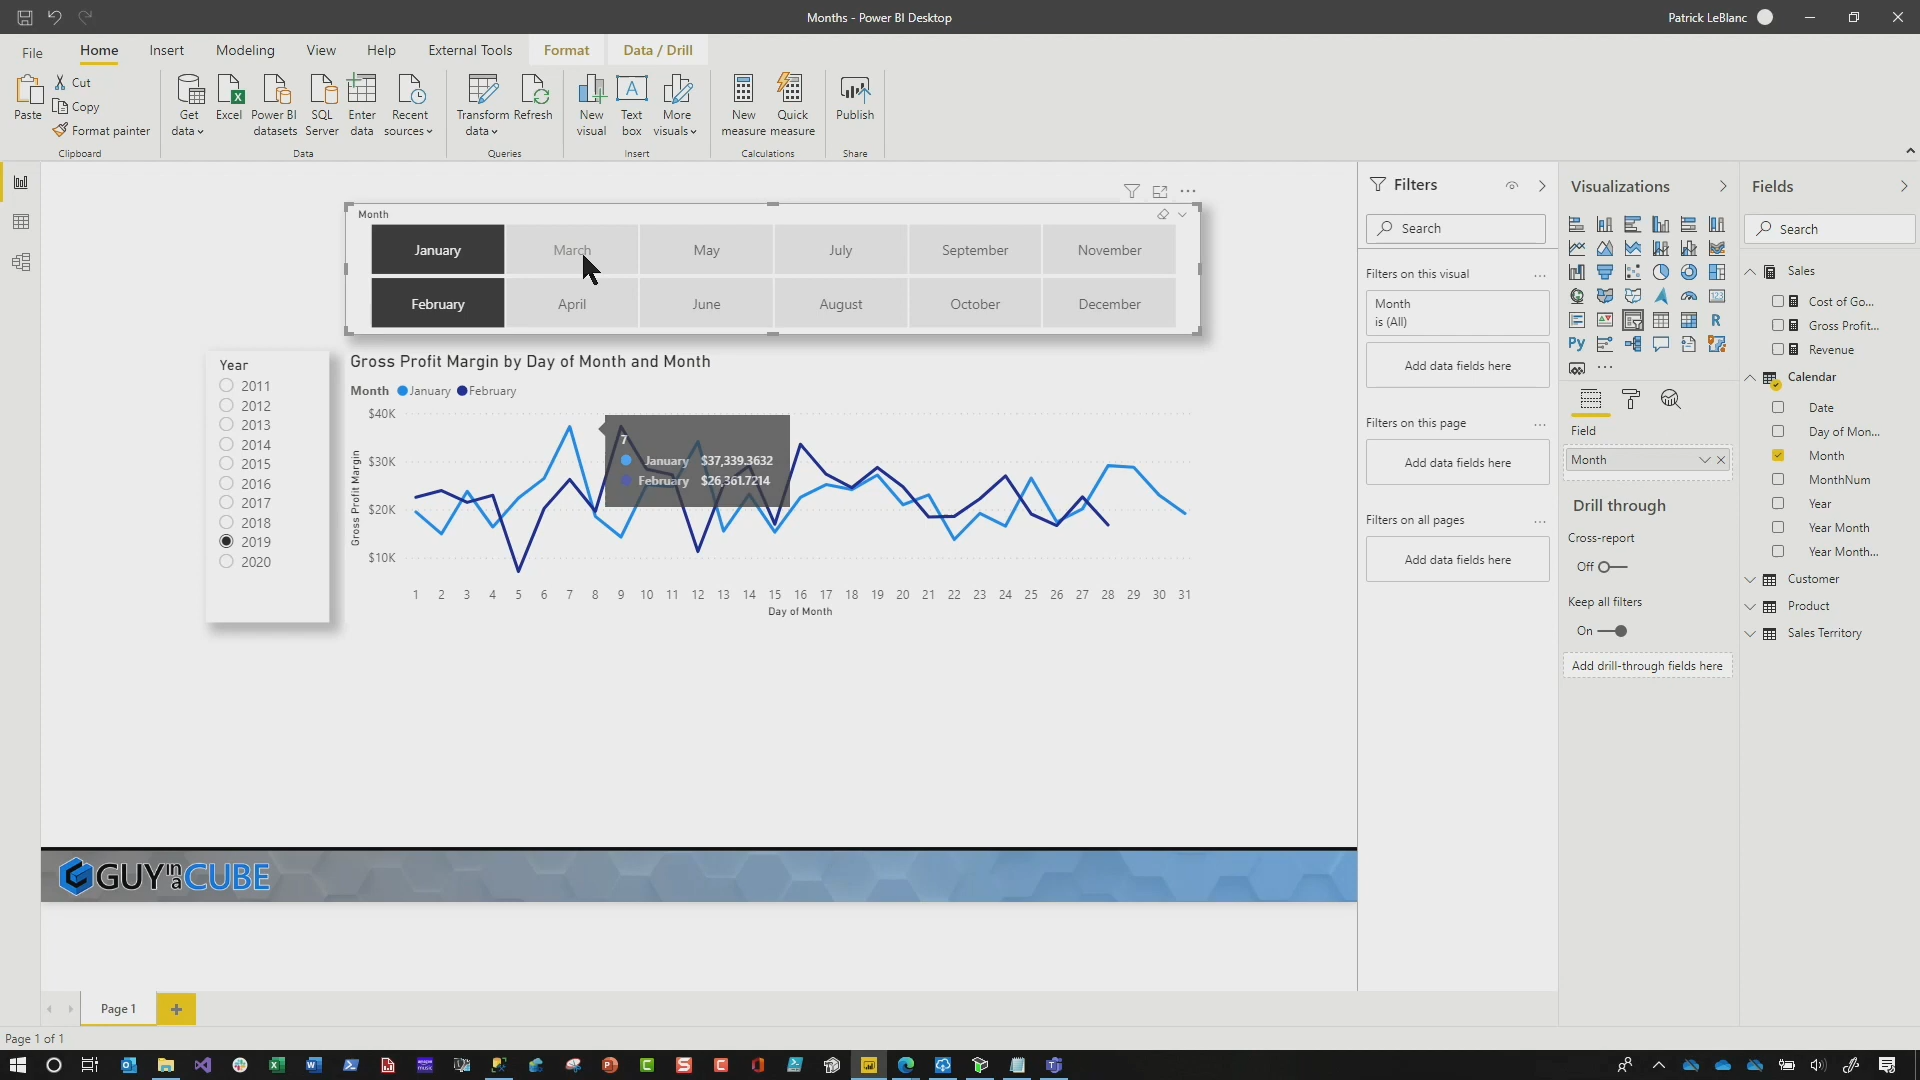 Months - Power BI Desktop
Patrick LeBlanc
File
Home
Insert
Modeling
View
Help
External Tools
Format
Data / Drill
Paste
Cut
Copy
Format painter
Clipboard
Get
data
Excel
Power BI
datasets
SQL
Server
Enter
data
Recent
sources
Data
Transform
data
Refresh
Queries
New
visual
Text
box
More
visuals
Insert
New
measure
Quick
measure
Calculations
Publish
Share
Month
January
March
May
July
September
November
February
April
June
August
October
December
Year
2011
2012
2013
2014
2015
2016
2017
2018
2019
2020
Gross Profit Margin by Day of Month and Month
Month January February
Gross Profit Margin
$40K
$30K
$20K
$10K
7
January $37,339.3632
February $26,361.7214
1 2 3 4 5 6 7 8 9 10 11 12 13 14 15 16 17 18 19 20 21 22 23 24 25 26 27 28 29 30 31
Day of Month
GUY in a CUBE
Filters
Search
Filters on this visual
...
Month
is (All)
Add data fields here
Filters on this page
...
Add data fields here
Filters on all pages
...
Add data fields here
Visualizations
R
Py
123
...
Field
Month
Drill through
Cross-report
Off
Keep all filters
On
Add drill-through fields here
Fields
Search
Sales
Cost of Go...
Gross Profit...
Revenue
Calendar
Date
Day of Mon...
Month
MonthNum
Year
Year Month
Year Month...
Customer
Product
Sales Territory
Page 1
Page 1 of 1